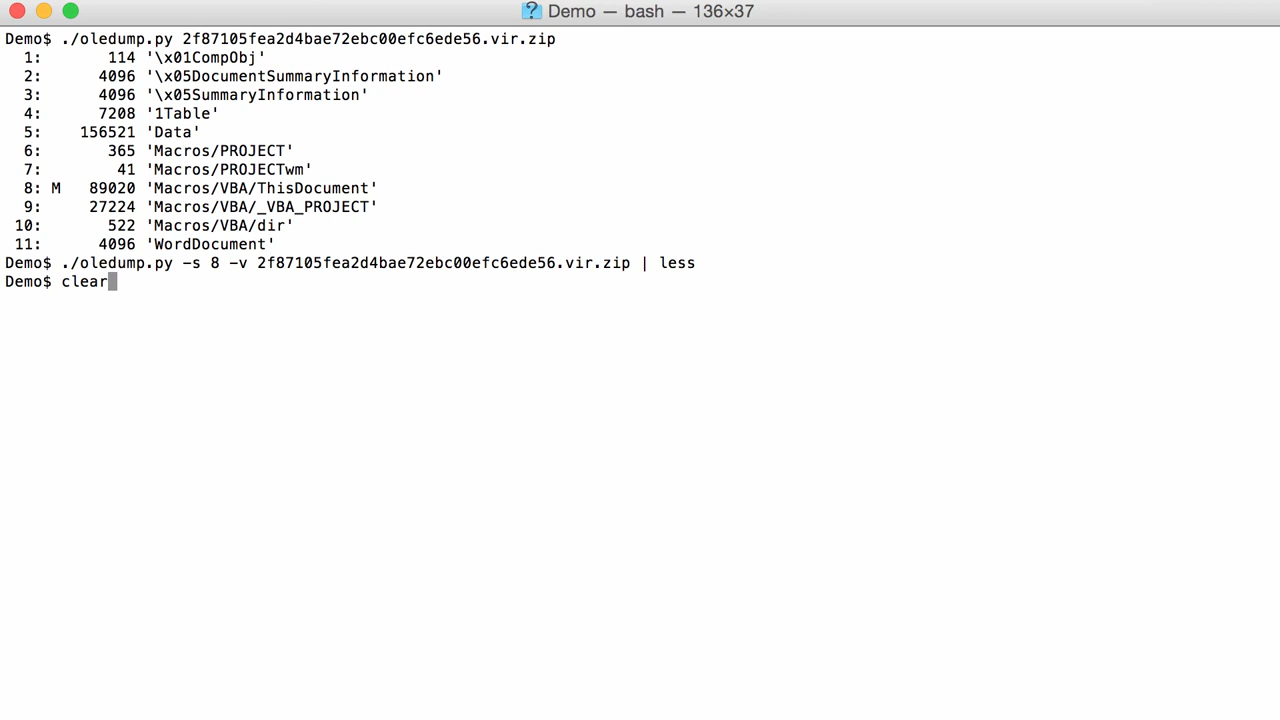 Demo — bash — 136×37
Demo$ ./oledump.py 2f87105fea2d4bae72ebc00efc6ede56.vir.zip
  1:       114 '\x01CompObj'
  2:      4096 '\x05DocumentSummaryInformation'
  3:      4096 '\x05SummaryInformation'
  4:      7208 '1Table'
  5:    156521 'Data'
  6:       365 'Macros/PROJECT'
  7:        41 'Macros/PROJECTwm'
  8: M   89020 'Macros/VBA/ThisDocument'
  9:     27224 'Macros/VBA/_VBA_PROJECT'
 10:       522 'Macros/VBA/dir'
 11:      4096 'WordDocument'
Demo$ ./oledump.py -s 8 -v 2f87105fea2d4bae72ebc00efc6ede56.vir.zip | less
Demo$ clear